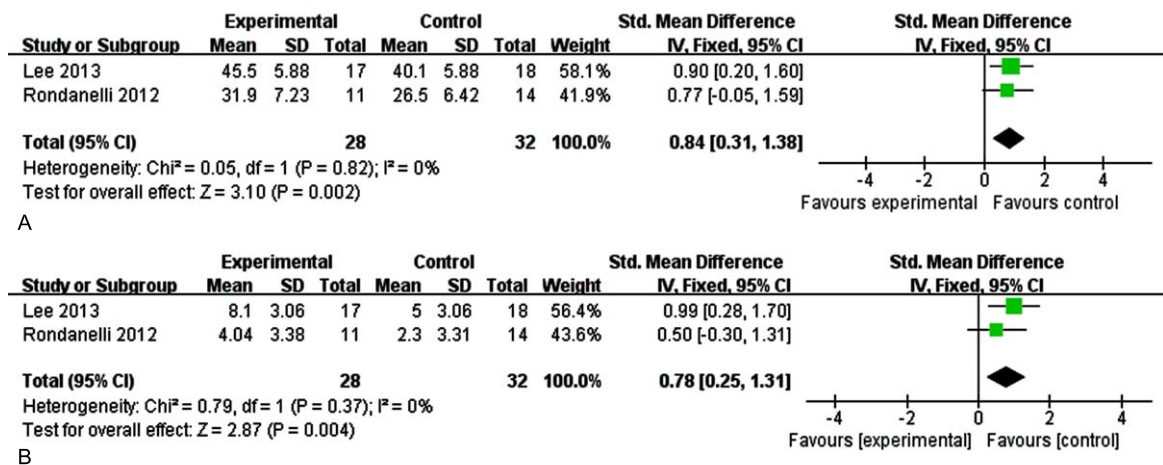 Experimental Control Std. Mean Difference Std. Mean Difference
Study or Subgroup Mean SD Total Mean SD Total Weight IV, Fixed, 95% CI IV, Fixed, 95% CI
Lee 2013 45.5 5.88 17 40.1 5.88 18 58.1% 0.90 [0.20, 1.60]
Rondanelli 2012 31.9 7.23 11 26.5 6.42 14 41.9% 0.77 [-0.05, 1.59]
Total (95% CI) 28 32 100.0% 0.84 [0.31, 1.38]
Heterogeneity: Chi² = 0.05, df = 1 (P = 0.82); I² = 0%
Test for overall effect: Z = 3.10 (P = 0.002)
-4 -2 0 2 4
Favours experimental Favours control
A
Experimental Control Std. Mean Difference Std. Mean Difference
Study or Subgroup Mean SD Total Mean SD Total Weight IV, Fixed, 95% CI IV, Fixed, 95% CI
Lee 2013 8.1 3.06 17 5 3.06 18 56.4% 0.99 [0.28, 1.70]
Rondanelli 2012 4.04 3.38 11 2.3 3.31 14 43.6% 0.50 [-0.30, 1.31]
Total (95% CI) 28 32 100.0% 0.78 [0.25, 1.31]
Heterogeneity: Chi² = 0.79, df = 1 (P = 0.37); I² = 0%
Test for overall effect: Z = 2.87 (P = 0.004)
-4 -2 0 2 4
Favours [experimental] Favours [control]
B